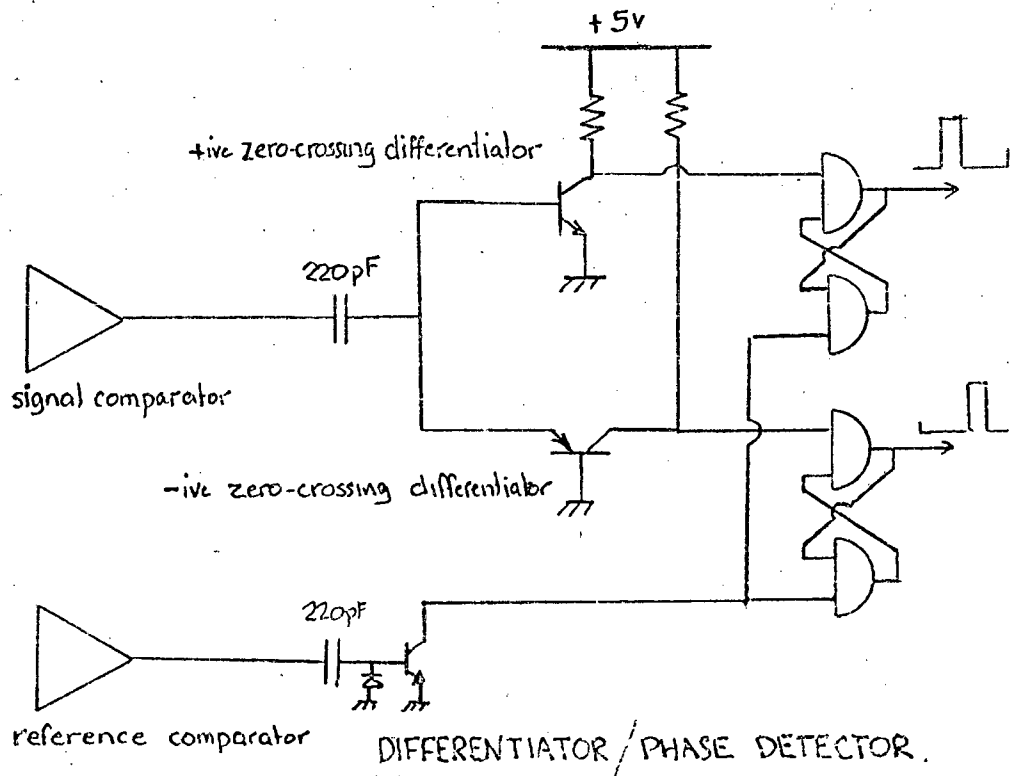 + 5v
+ive zero-crossing differentiator
220pF
signal comparator
-ive zero-crossing differentiator
220pF
reference comparator
DIFFERENTIATOR / PHASE DETECTOR.